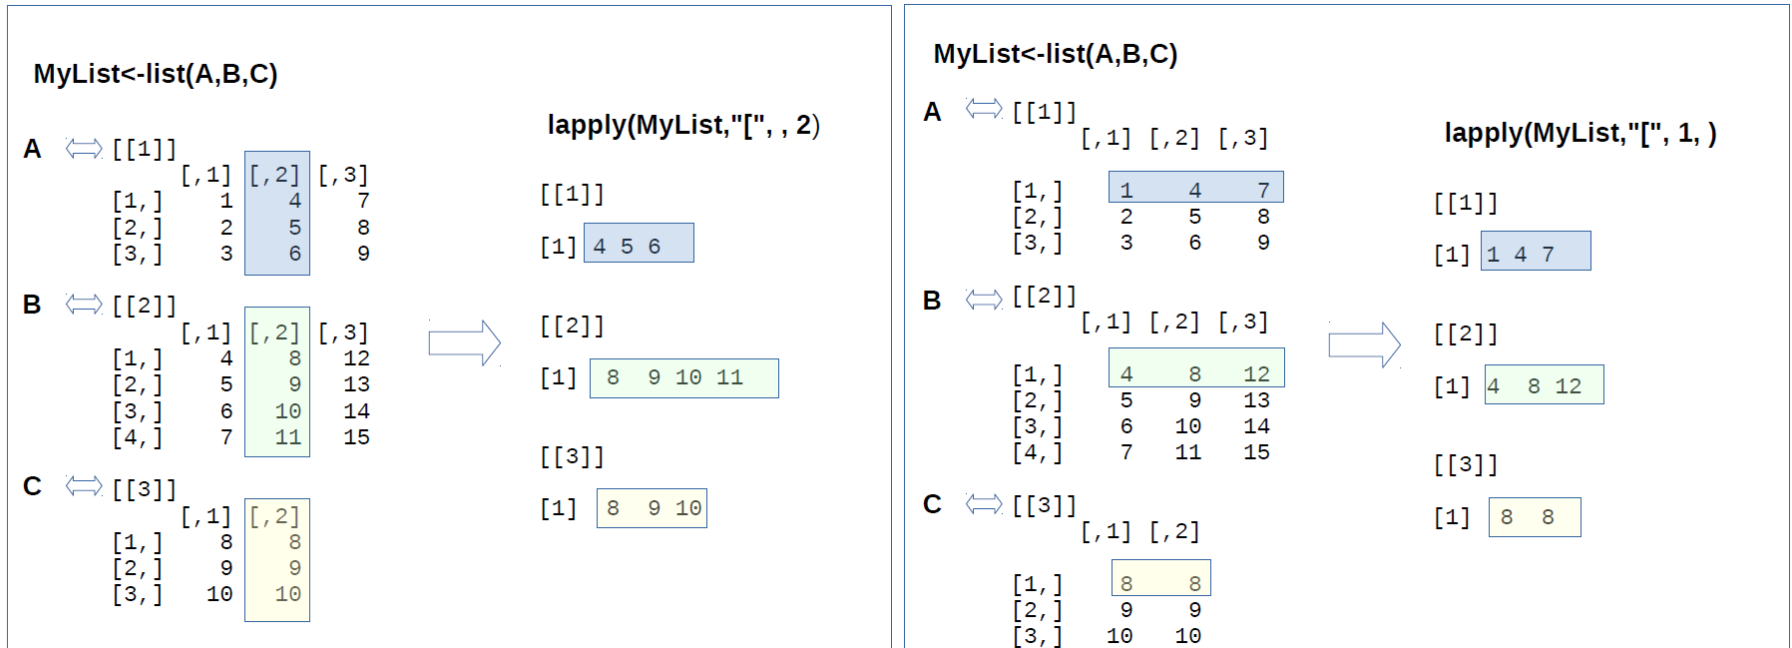 MyList<-list(A,B,C)
lapply(MyList,"[", , 2)
A [[1]]
[,1] [,2] [,3]
[1,] 1 4 7
[2,] 2 5 8
[3,] 3 6 9
B [[2]]
[,1] [,2] [,3]
[1,] 4 8 12
[2,] 5 9 13
[3,] 6 10 14
[4,] 7 11 15
C [[3]]
[,1] [,2]
[1,] 8 8
[2,] 9 9
[3,] 10 10
[[1]]
[1] 4 5 6
[[2]]
[1] 8 9 10 11
[[3]]
[1] 8 9 10
MyList<-list(A,B,C)
lapply(MyList,"[", 1, )
A [[1]]
[,1] [,2] [,3]
[1,] 1 4 7
[2,] 2 5 8
[3,] 3 6 9
B [[2]]
[,1] [,2] [,3]
[1,] 4 8 12
[2,] 5 9 13
[3,] 6 10 14
[4,] 7 11 15
C [[3]]
[,1] [,2]
[1,] 8 8
[2,] 9 9
[3,] 10 10
[[1]]
[1] 1 4 7
[[2]]
[1] 4 8 12
[[3]]
[1] 8 8